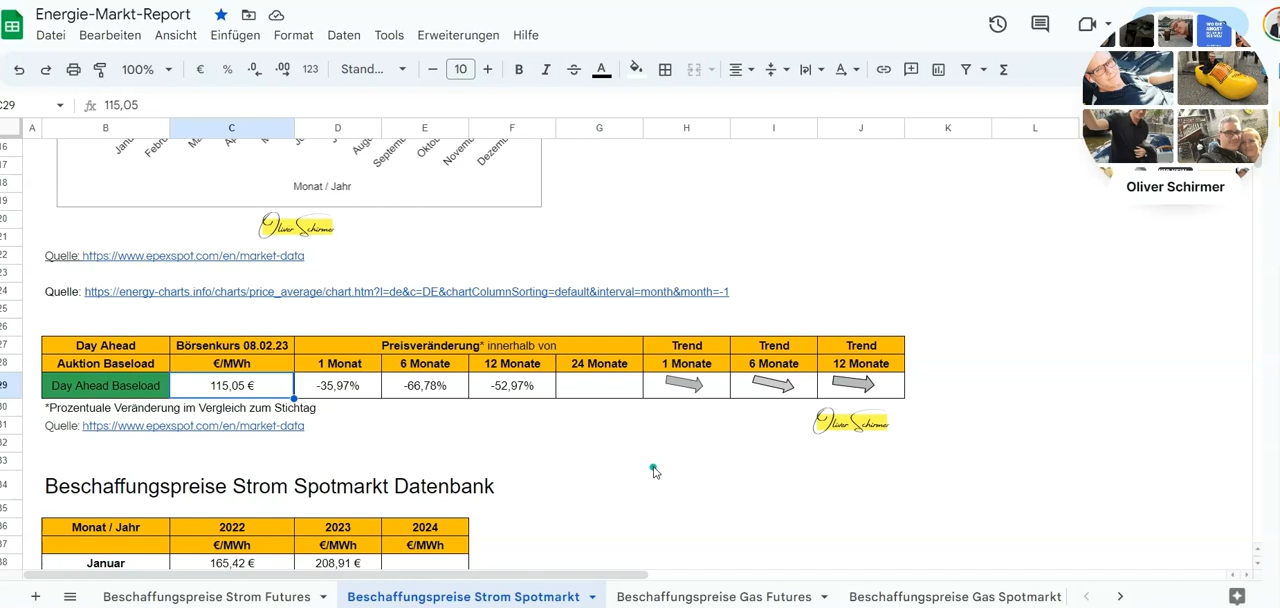 Energie-Markt-Report
Datei Bearbeiten Ansicht Einfügen Format Daten Tools Erweiterungen Hilfe
100% € % .0 .00 123 Stand... − 10 + B I A Σ
C29 fx 115,05
A B C D E F G H I J K L
Monat / Jahr
Oliver Schirmer
Oliver Schirmer
Quelle: https://www.epexspot.com/en/market-data
Quelle: https://energy-charts.info/charts/price_average/chart.htm?l=de&c=DE&chartColumnSorting=default&interval=month&month=-1
Day Ahead Börsenkurs 08.02.23 Preisveränderung* innerhalb von Trend Trend Trend
Auktion Baseload €/MWh 1 Monat 6 Monate 12 Monate 24 Monate 1 Monate 6 Monate 12 Monate
Day Ahead Baseload 115,05 € -35,97% -66,78% -52,97%
*Prozentuale Veränderung im Vergleich zum Stichtag
Quelle: https://www.epexspot.com/en/market-data
Oliver Schirmer
Beschaffungspreise Strom Spotmarkt Datenbank
Monat / Jahr 2022 2023 2024
€/MWh €/MWh €/MWh
Januar 165,42 € 208,91 €
+ Beschaffungspreise Strom Futures Beschaffungspreise Strom Spotmarkt Beschaffungspreise Gas Futures Beschaffungspreise Gas Spotmarkt